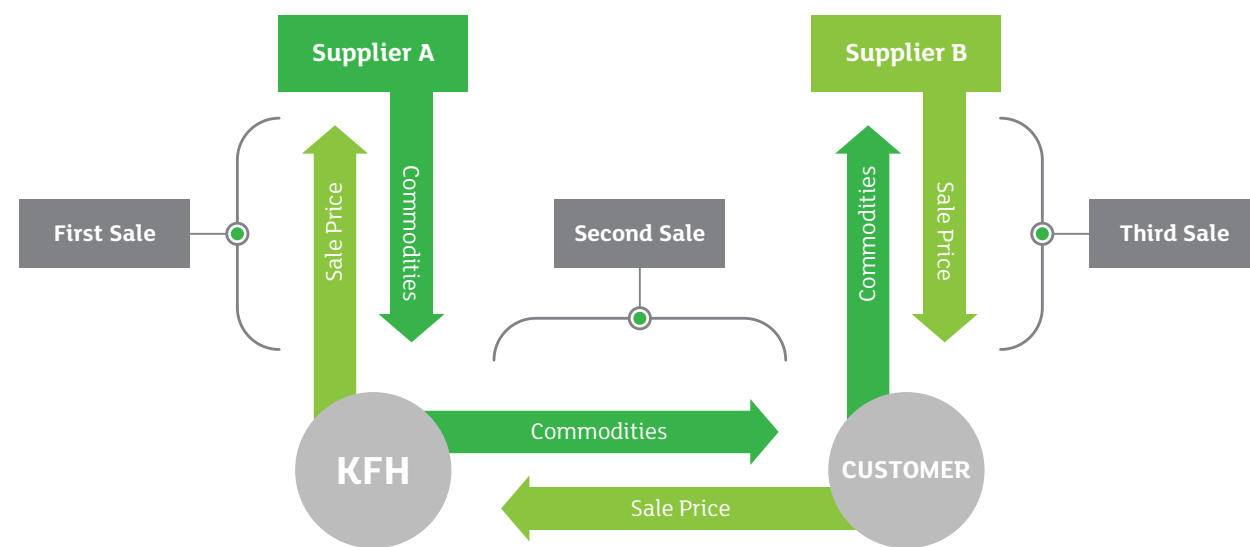 Supplier A
Supplier B
Sale Price
Commodities
Commodities
Sale Price
First Sale
Second Sale
Third Sale
Commodities
KFH
CUSTOMER
Sale Price